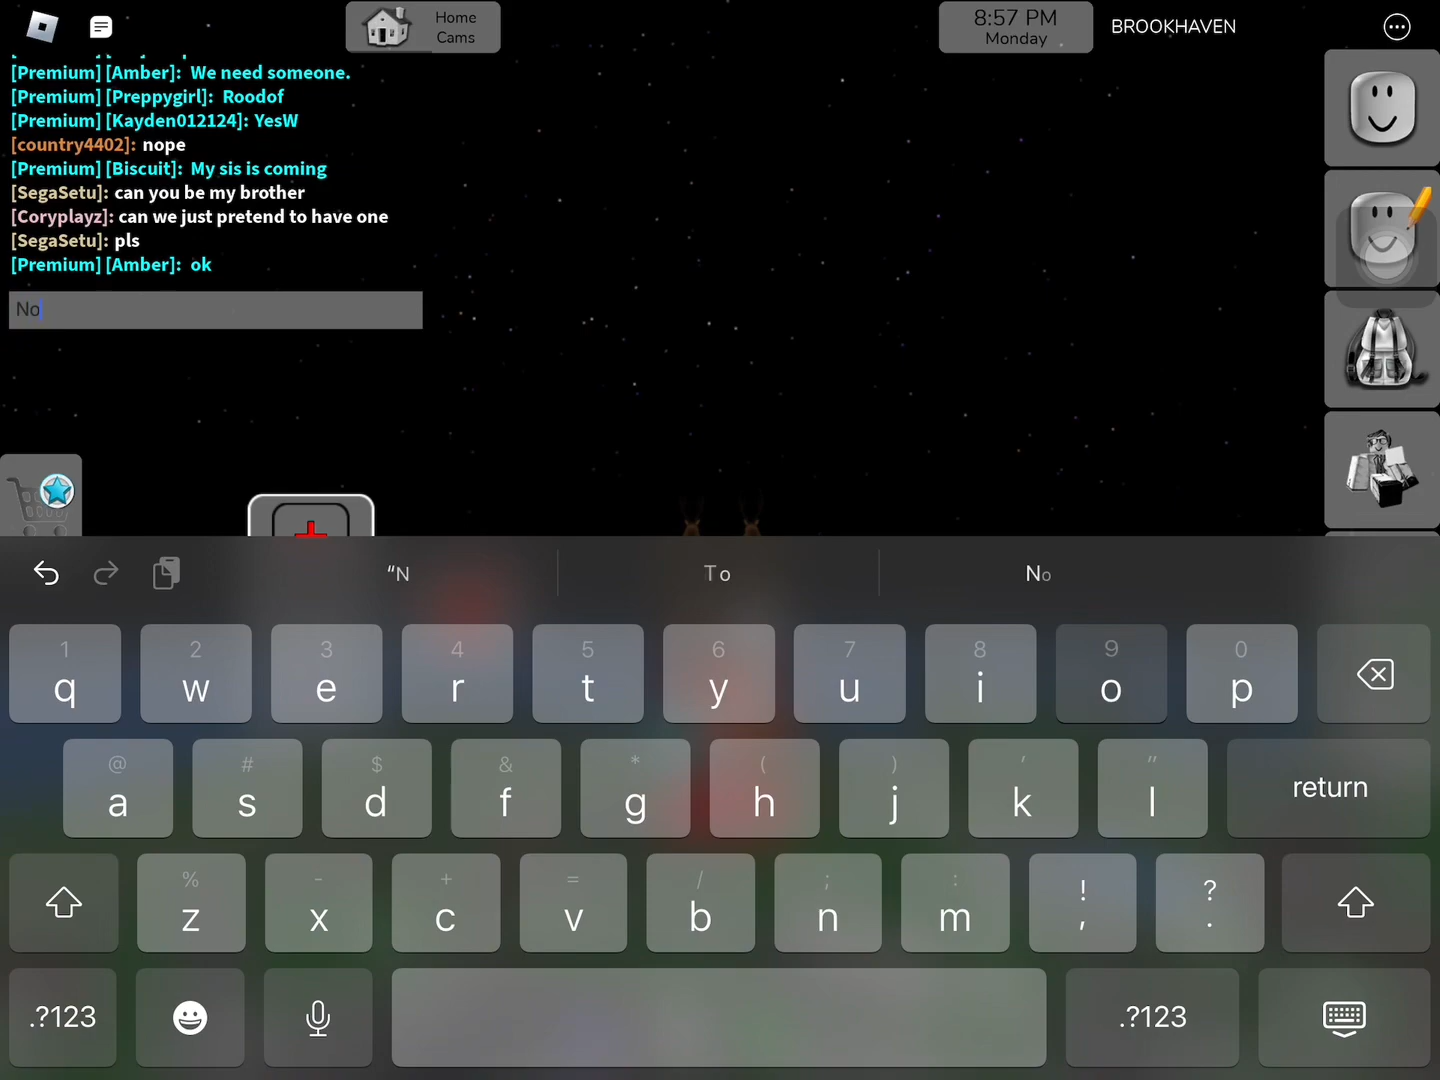 Home
Cams
8:57 PM
Monday
BROOKHAVEN
[Premium] [Amber]: We need someone.
[Premium] [Preppygirl]: Roodof
[Premium] [Kayden012124]: YesW
[country4402]: nope
[Premium] [Biscuit]: My sis is coming
[SegaSetu]: can you be my brother
[Coryplayz]: can we just pretend to have one
[SegaSetu]: pls
[Premium] [Amber]: ok
No
"N To No
1 2 3 4 5 6 7 8 9 0
q w e r t y u i o p
@ # $ & * ( ) ' "
a s d f g h j k l return
% - + = / ; : ! ?
z x c v b n m , .
.?123 .?123